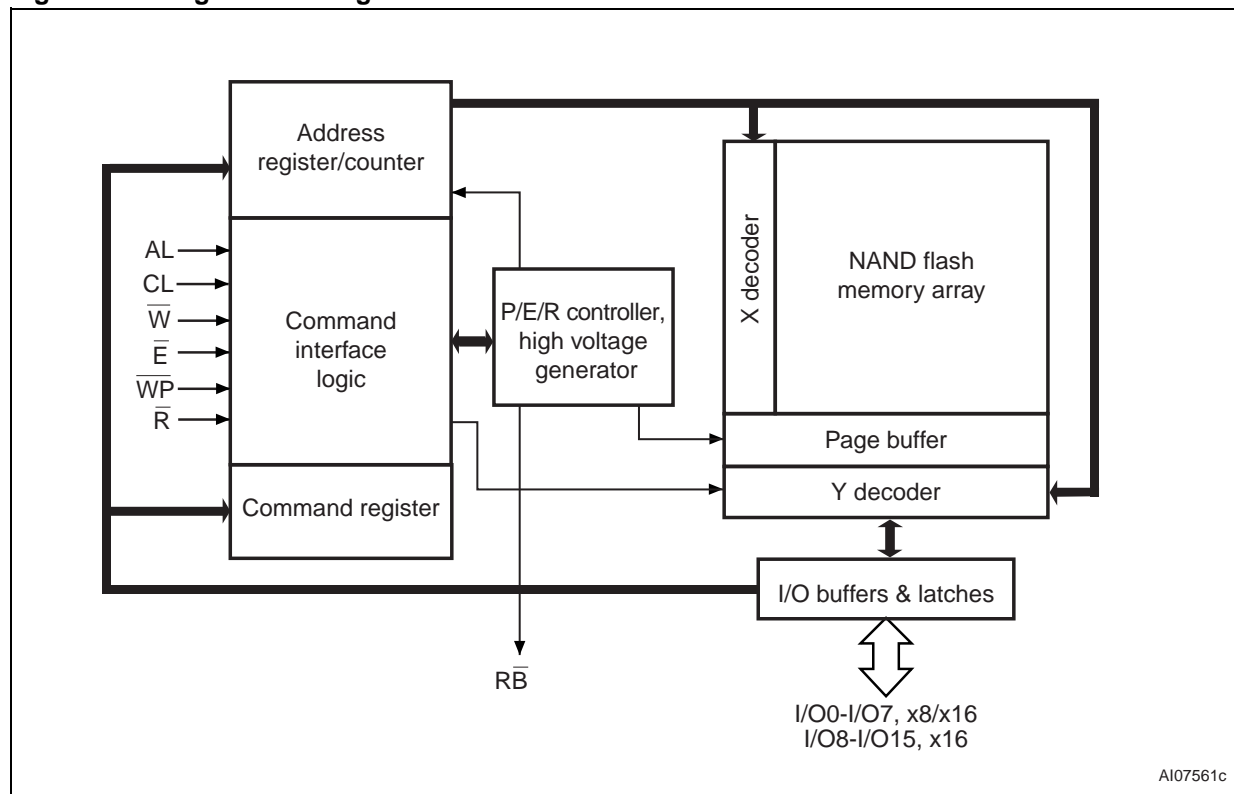 Address
register/counter
AL
CL
W̅
E̅
W̅P̅
R̅
Command
interface
logic
Command register
P/E/R controller,
high voltage
generator
RB̅
X decoder
NAND flash
memory array
Page buffer
Y decoder
I/O buffers & latches
I/O0-I/O7, x8/x16
I/O8-I/O15, x16
AI07561c